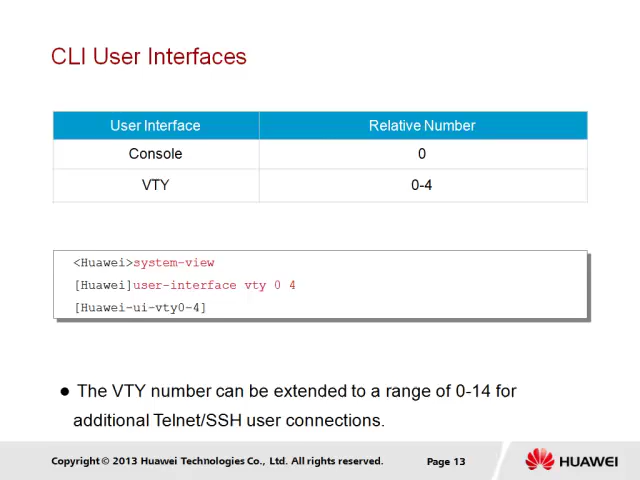 CLI User Interfaces
User Interface Relative Number
Console 0
VTY 0-4
<Huawei>system-view
[Huawei]user-interface vty 0 4
[Huawei-ui-vty0-4]
● The VTY number can be extended to a range of 0-14 for
additional Telnet/SSH user connections.
Copyright © 2013 Huawei Technologies Co., Ltd. All rights reserved. Page 13 HUAWEI